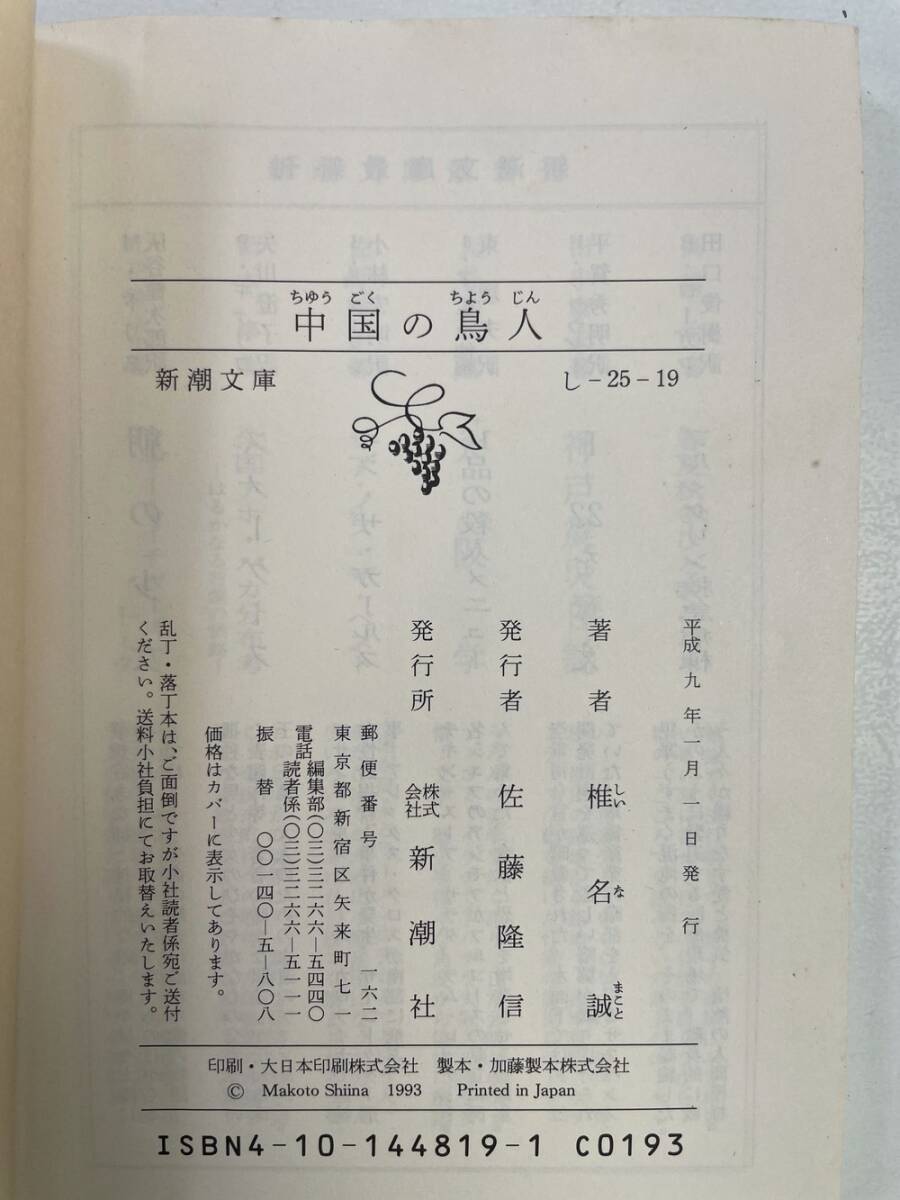 中国の鳥人
ちゆう ごく ちよう じん
新潮文庫 し-25-19
平成九年一月一日発行
著者 椎名誠
しい な まこと
発行者 佐藤隆信
発行所 株式会社 新潮社
郵便番号 一六二
東京都新宿区矢来町七一
電話 編集部(〇三)三二六六―五四四〇
読者係(〇三)三二六六―五一一一
振替 〇〇一四〇―五―八〇八
価格はカバーに表示してあります。
乱丁・落丁本は、ご面倒ですが小社読者係宛ご送付
ください。送料小社負担にてお取替えいたします。
印刷・大日本印刷株式会社 製本・加藤製本株式会社
© Makoto Shiina 1993 Printed in Japan
ISBN4-10-144819-1 C0193